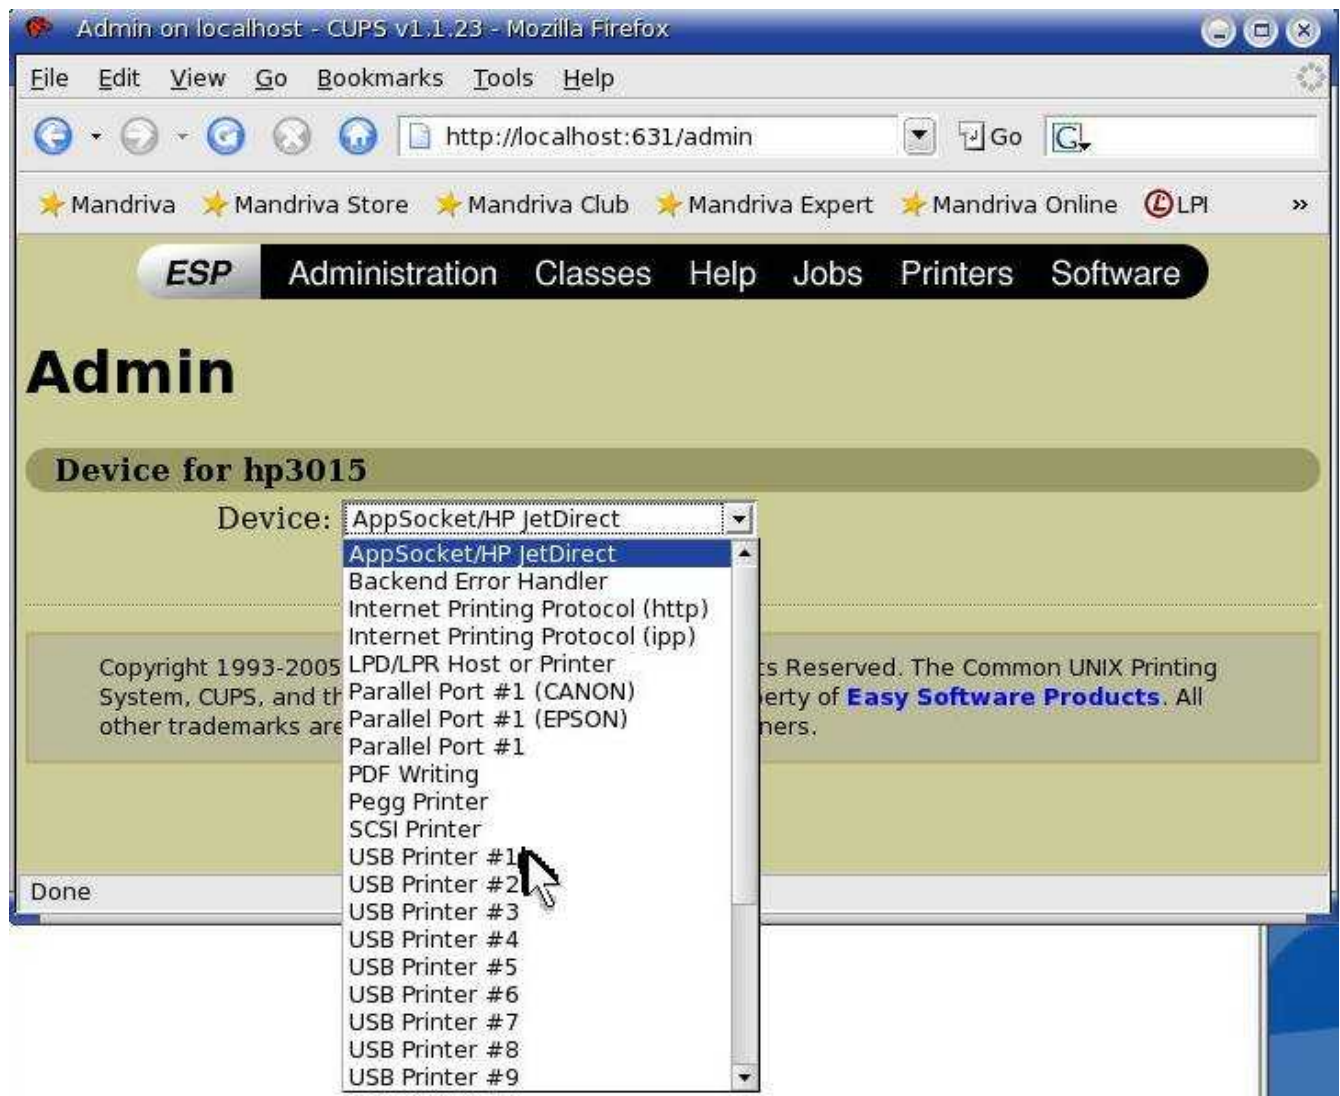 Admin on localhost - CUPS v1.1.23 - Mozilla Firefox
File Edit View Go Bookmarks Tools Help
http://localhost:631/admin Go G
Mandriva Mandriva Store Mandriva Club Mandriva Expert Mandriva Online LPI »
ESP Administration Classes Help Jobs Printers Software
Admin
Device for hp3015
Device: AppSocket/HP JetDirect
AppSocket/HP JetDirect
Backend Error Handler
Internet Printing Protocol (http)
Internet Printing Protocol (ipp)
LPD/LPR Host or Printer
Parallel Port #1 (CANON)
Parallel Port #1 (EPSON)
Parallel Port #1
PDF Writing
Pegg Printer
SCSI Printer
USB Printer #1
USB Printer #2
USB Printer #3
USB Printer #4
USB Printer #5
USB Printer #6
USB Printer #7
USB Printer #8
USB Printer #9
Copyright 1993-2005 Reserved. The Common UNIX Printing
System, CUPS, and of Easy Software Products. All
other trademarks are
Done